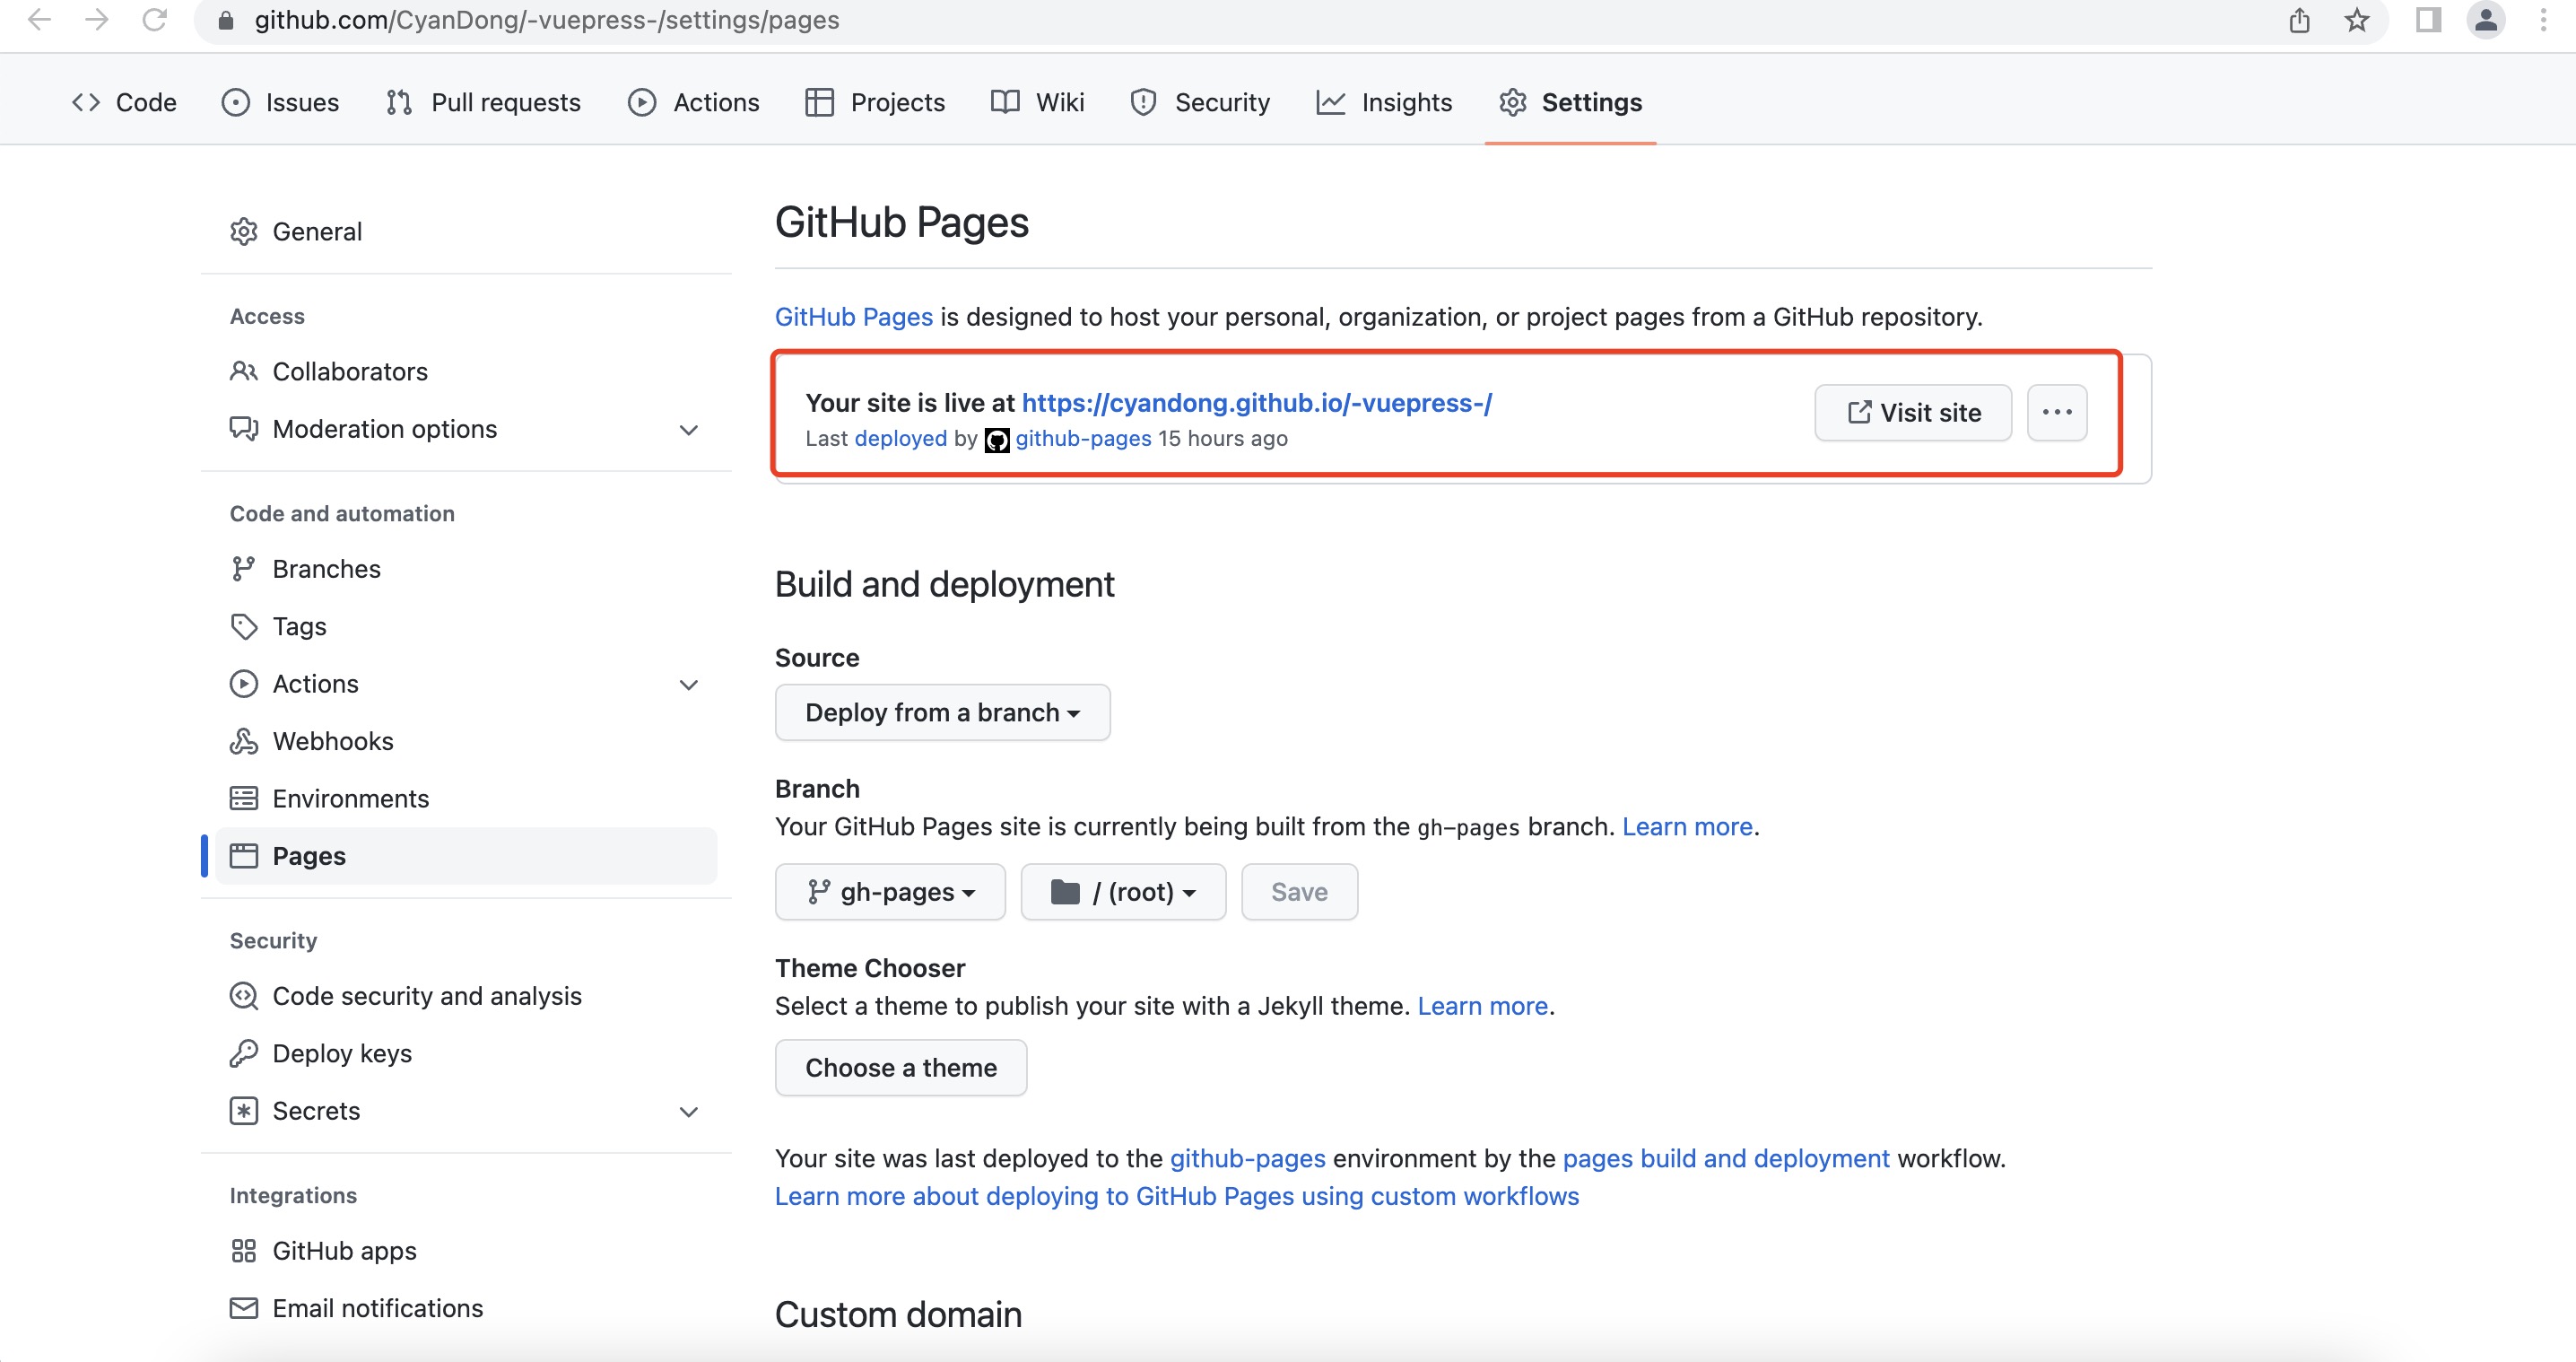 github.com/CyanDong/-vuepress-/settings/pages
Code Issues Pull requests Actions Projects Wiki Security Insights Settings
General
Access
Collaborators
Moderation options
Code and automation
Branches
Tags
Actions
Webhooks
Environments
Pages
Security
Code security and analysis
Deploy keys
Secrets
Integrations
GitHub apps
Email notifications
GitHub Pages
GitHub Pages is designed to host your personal, organization, or project pages from a GitHub repository.
Your site is live at https://cyandong.github.io/-vuepress-/
Last deployed by github-pages 15 hours ago
Visit site
Build and deployment
Source
Deploy from a branch
Branch
Your GitHub Pages site is currently being built from the gh-pages branch. Learn more.
gh-pages / (root) Save
Theme Chooser
Select a theme to publish your site with a Jekyll theme. Learn more.
Choose a theme
Your site was last deployed to the github-pages environment by the pages build and deployment workflow.
Learn more about deploying to GitHub Pages using custom workflows
Custom domain